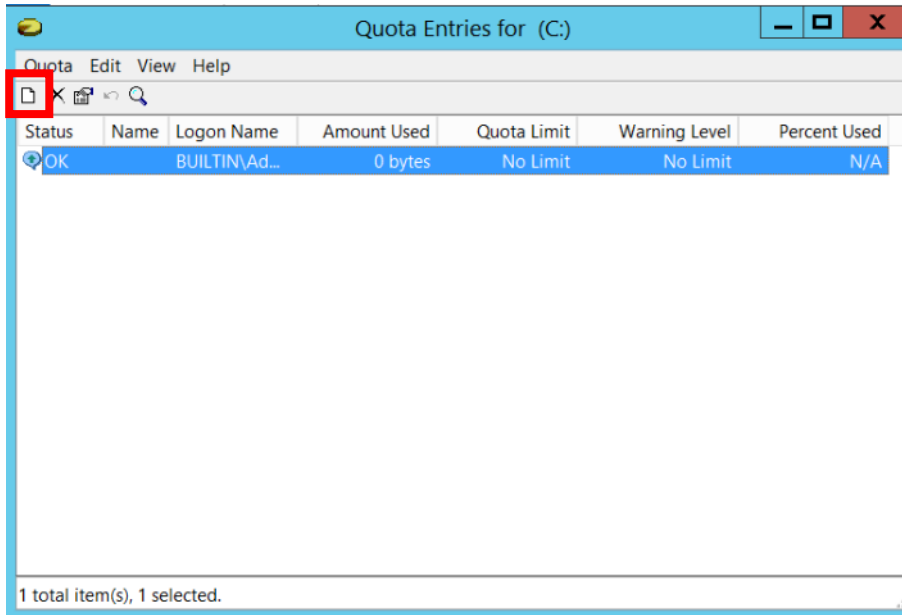 Quota Entries for (C:)
Quota Edit View Help
Status Name Logon Name Amount Used Quota Limit Warning Level Percent Used
OK BUILTIN\Ad... 0 bytes No Limit No Limit N/A
1 total item(s), 1 selected.